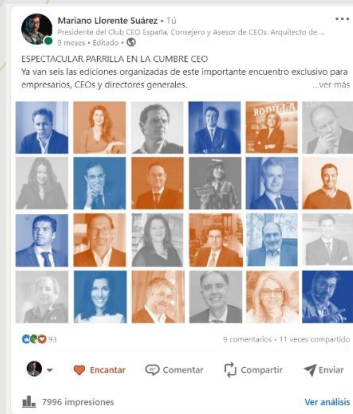 Mariano Llorente Suárez • Tú
Presidente del Club CEO España, Consejero y Asesor de CEOs. Arquitecto de ...
9 meses • Editado •
ESPECTACULAR PARRILLA EN LA CUMBRE CEO
Ya van seis las ediciones organizadas de este importante encuentro exclusivo para
empresarios, CEOs y directores generales.
...ver más
RODILLA
93
9 comentarios • 11 veces compartido
Encantar
Comentar
Compartir
Enviar
7996 impresiones
Ver análisis